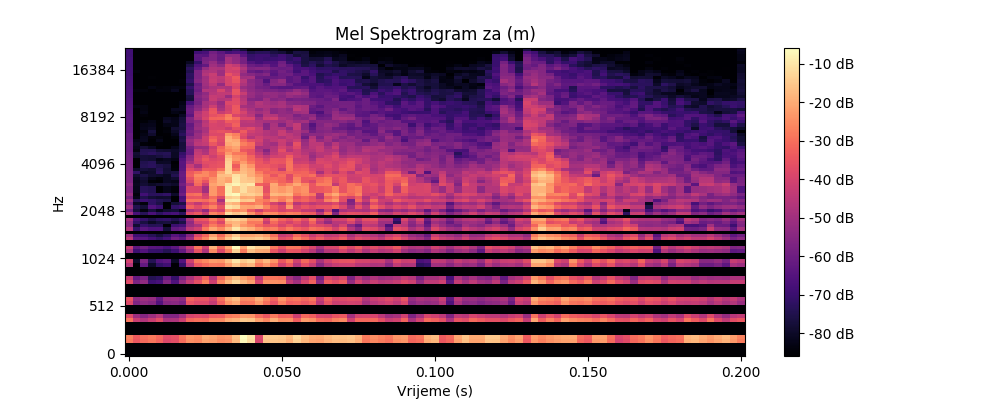 Mel Spektrogram za (m)
16384
8192
4096
2048
1024
512
0
Hz
0.000 0.050 0.100 0.150 0.200
Vrijeme (s)
-10 dB
-20 dB
-30 dB
-40 dB
-50 dB
-60 dB
-70 dB
-80 dB